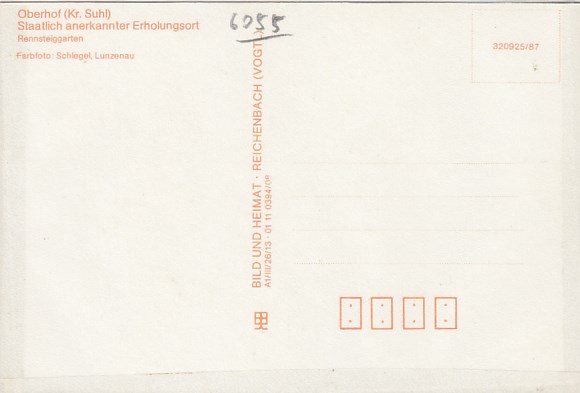 Oberhof (Kr. Suhl)
Staatlich anerkannter Erholungsort
Rennsteiggarten
Farbfoto: Schlegel, Lunzenau
6055
320925/87
BILD UND HEIMAT · REICHENBACH (VOGTL.)
A1/III/26/13 · 01 11 0394/08